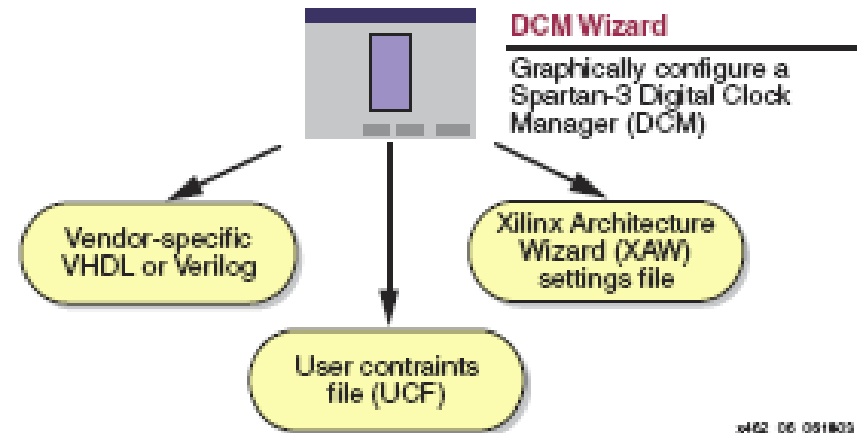 DCM Wizard
Graphically configure a
Spartan-3 Digital Clock
Manager (DCM)
Vendor-specific
VHDL or Verilog
Xilinx Architecture
Wizard (XAW)
settings file
User contraints
file (UCF)
x462_06_061903